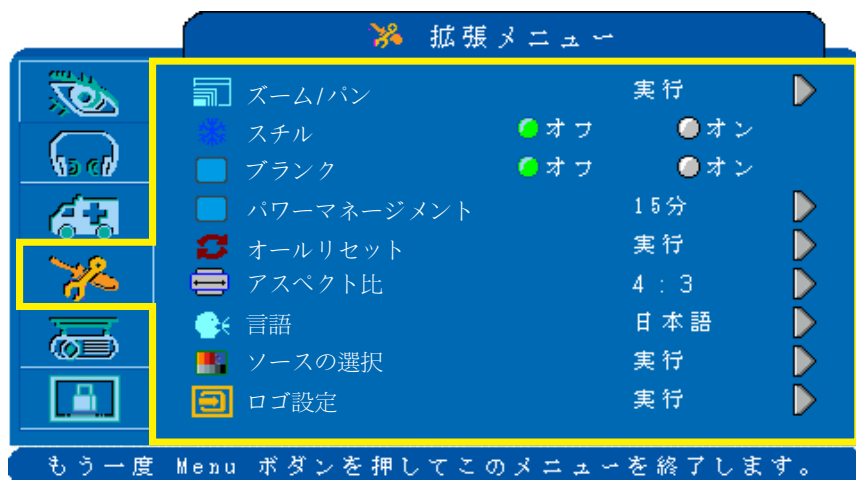 拡張メニュー
ズーム/パン 実行
スチル オフ オン
ブランク オフ オン
パワーマネージメント 15分
オールリセット 実行
アスペクト比 4:3
言語 日本語
ソースの選択 実行
ロゴ設定 実行
もう一度 Menu ボダンを押してこのメニューを終了します。